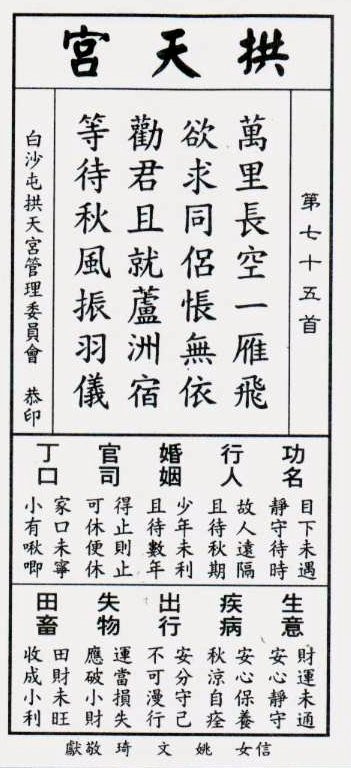 拱天宮
第七十五首
萬里長空一雁飛
欲求同侶悵無依
勸君且就蘆洲宿
等待秋風振羽儀
白沙屯拱天宮管理委員會　恭印
功名
目下未遇
靜守待時
行人
故人遠隔
且待秋期
婚姻
少年未利
且待數年
官司
得止則止
可休便休
丁口
家口未寧
小有啾唧
生意
財運未通
安心靜守
疾病
安心保養
秋涼自痊
出行
安分守己
不可漫行
失物
運當損失
應破小財
田畜
田財未旺
收成小利
信女　姚文琦　敬獻